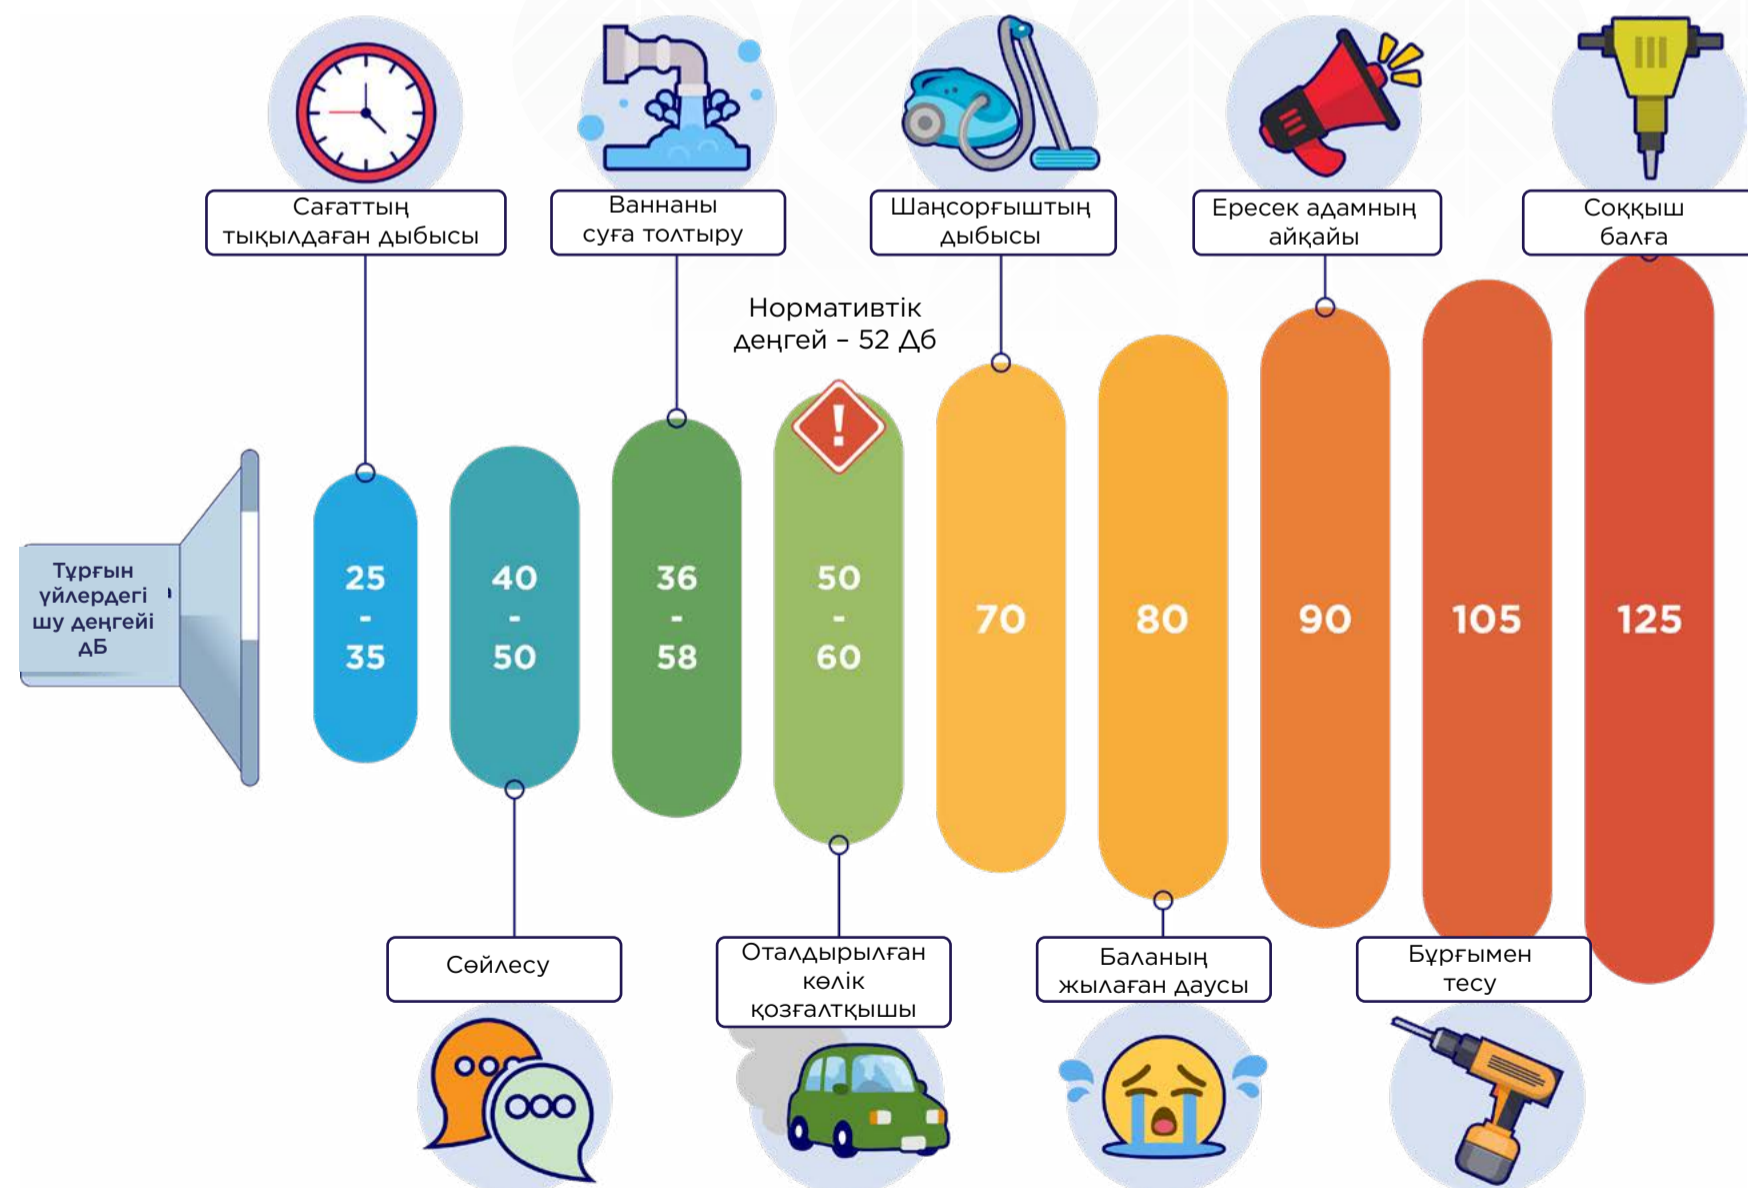 Сағаттың
тықылдаған дыбысы
Ваннаны
суға толтыру
Шаңсорғыштың
дыбысы
Ересек адамның
айқайы
Соққыш
балға
Нормативтік
деңгей – 52 Дб
Тұрғын
үйлердегі
шу деңгейі
дБ
25
-
35
40
-
50
36
-
58
!
50
-
60
70
80
90
105
125
Сөйлесу
Оталдырылған
көлік
қозғалтқышы
Баланың
жылаған даусы
Бұрғымен
тесу